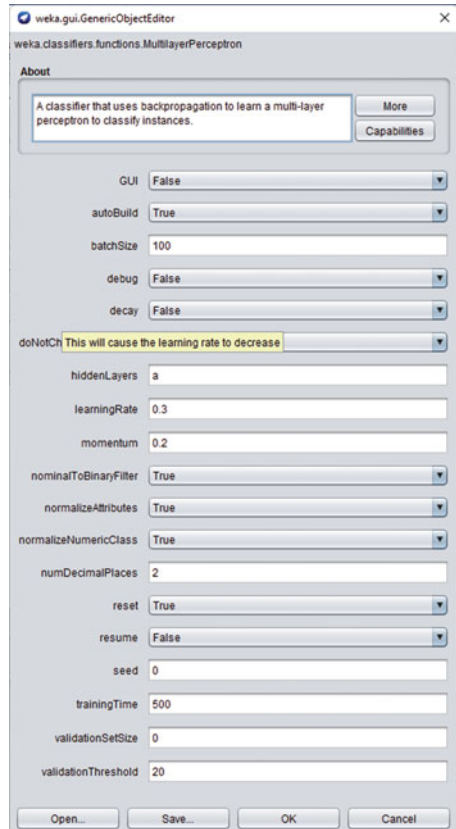 weka.gui.GenericObjectEditor
weka.classifiers.functions.MultilayerPerceptron
About
A classifier that uses backpropagation to learn a multi-layer
perceptron to classify instances.
More
Capabilities
GUI False
autoBuild True
batchSize 100
debug False
decay False
doNotCh This will cause the learning rate to decrease
hiddenLayers a
learningRate 0.3
momentum 0.2
nominalToBinaryFilter True
normalizeAttributes True
normalizeNumericClass True
numDecimalPlaces 2
reset True
resume False
seed 0
trainingTime 500
validationSetSize 0
validationThreshold 20
Open... Save... OK Cancel